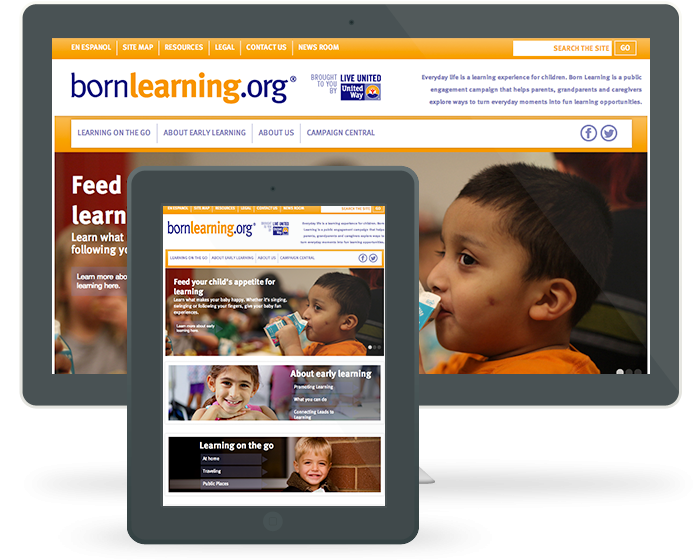 EN ESPANOL SITE MAP RESOURCES LEGAL CONTACT US NEWS ROOM
SEARCH THE SITE GO
bornlearning.org®
BROUGHT TO YOU BY
LIVE UNITED
United Way
Everyday life is a learning experience for children. Born Learning is a public
engagement campaign that helps parents, grandparents and caregivers
explore ways to turn everyday moments into fun learning opportunities.
LEARNING ON THE GO ABOUT EARLY LEARNING ABOUT US CAMPAIGN CENTRAL
Feed
learn
Learn what
following yo
Learn more abo
learning here.
EN ESPANOL SITE MAP RESOURCES LEGAL CONTACT US NEWS ROOM
SEARCH THE SITE GO
bornlearning.org®
BROUGHT TO YOU BY
LIVE UNITED
United Way
Everyday life is a learning experience for children. Born
Learning is a public engagement campaign that helps
parents, grandparents and caregivers explore ways to
turn everyday moments into fun learning opportunities.
LEARNING ON THE GO ABOUT EARLY LEARNING ABOUT US CAMPAIGN CENTRAL
Feed your child's appetite for
learning
Learn what makes your baby happy. Whether it's singing,
swinging or following your fingers, give your baby fun
experiences.
Learn more about early
learning here.
About early learning
Promoting Learning
What you can do
Connecting Leads to
Learning
Learning on the go
At home
Traveling
Public Places